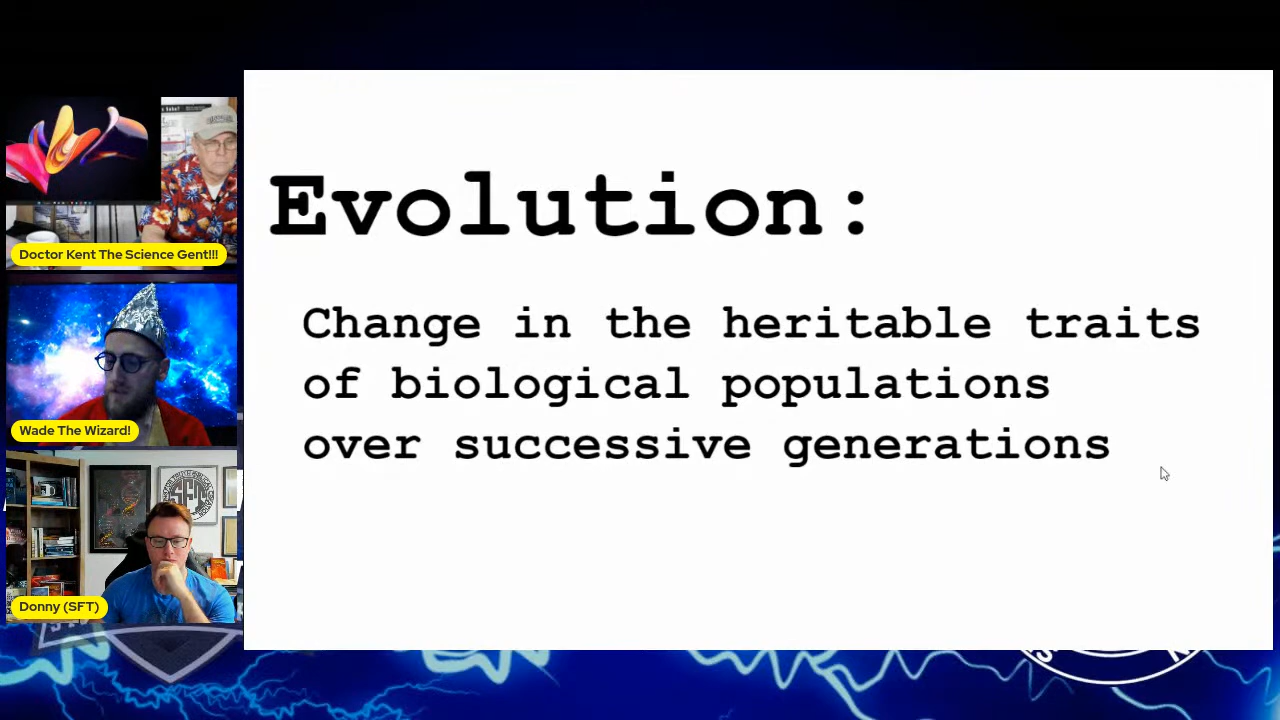 Evolution:
Change in the heritable traits
of biological populations
over successive generations
Doctor Kent The Science Gent!!!
Wade The Wizard!
SFT
Donny (SFT)